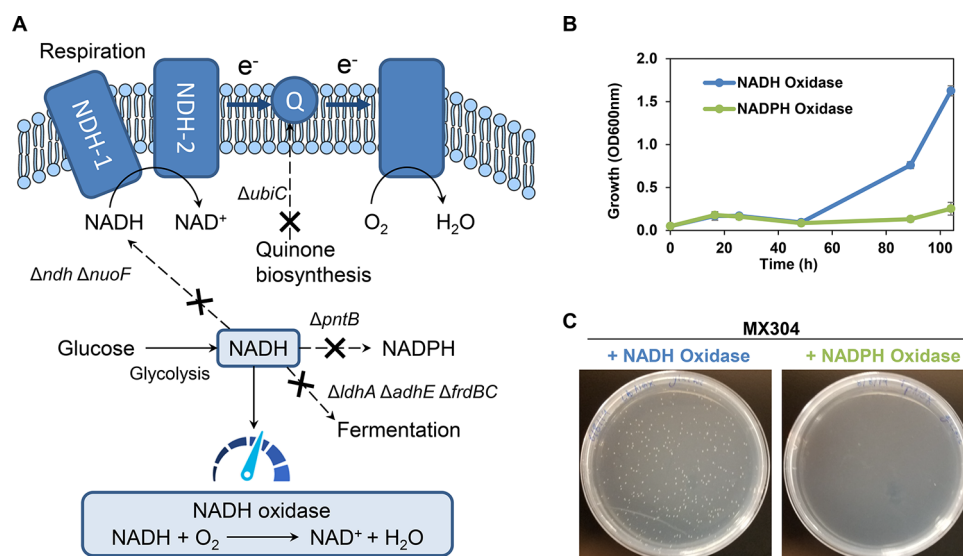 A
Respiration
NDH-1
NDH-2
e-
Q
e-
NADH
NAD+
ΔubiC
O2
H2O
Quinone
biosynthesis
Δndh ΔnuoF
ΔpntB
Glucose
NADH
NADPH
Glycolysis
ΔldhA ΔadhE ΔfrdBC
Fermentation
NADH oxidase
NADH + O2 → NAD+ + H2O
B
Growth (OD600nm)
2.0
1.5
1.0
0.5
0.0
NADH Oxidase
NADPH Oxidase
0 20 40 60 80 100
Time (h)
C
MX304
+ NADH Oxidase
+ NADPH Oxidase